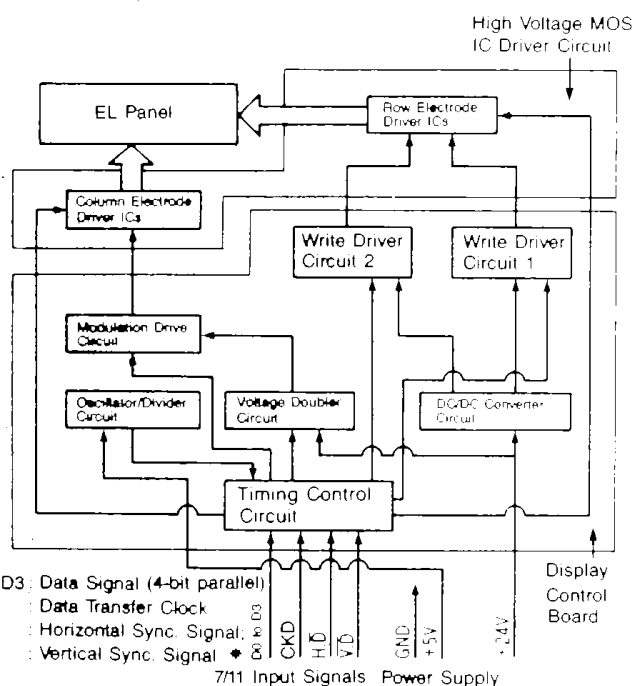 High Voltage MOS
IC Driver Circuit
EL Panel
Row Electrode
Driver ICs
Column Electrode
Driver ICs
Write Driver
Circuit 2
Write Driver
Circuit 1
Modulation Drive
Circuit
Oscillator/Divider
Circuit
Voltage Doubler
Circuit
DC/DC Converter
Circuit
Timing Control
Circuit
Display
Control
Board
D3 : Data Signal (4-bit parallel)
: Data Transfer Clock
: Horizontal Sync. Signal;
: Vertical Sync. Signal
D0 to D3
CKD
H.D
V.D
GND
+5V
+24V
7/11 Input Signals Power Supply